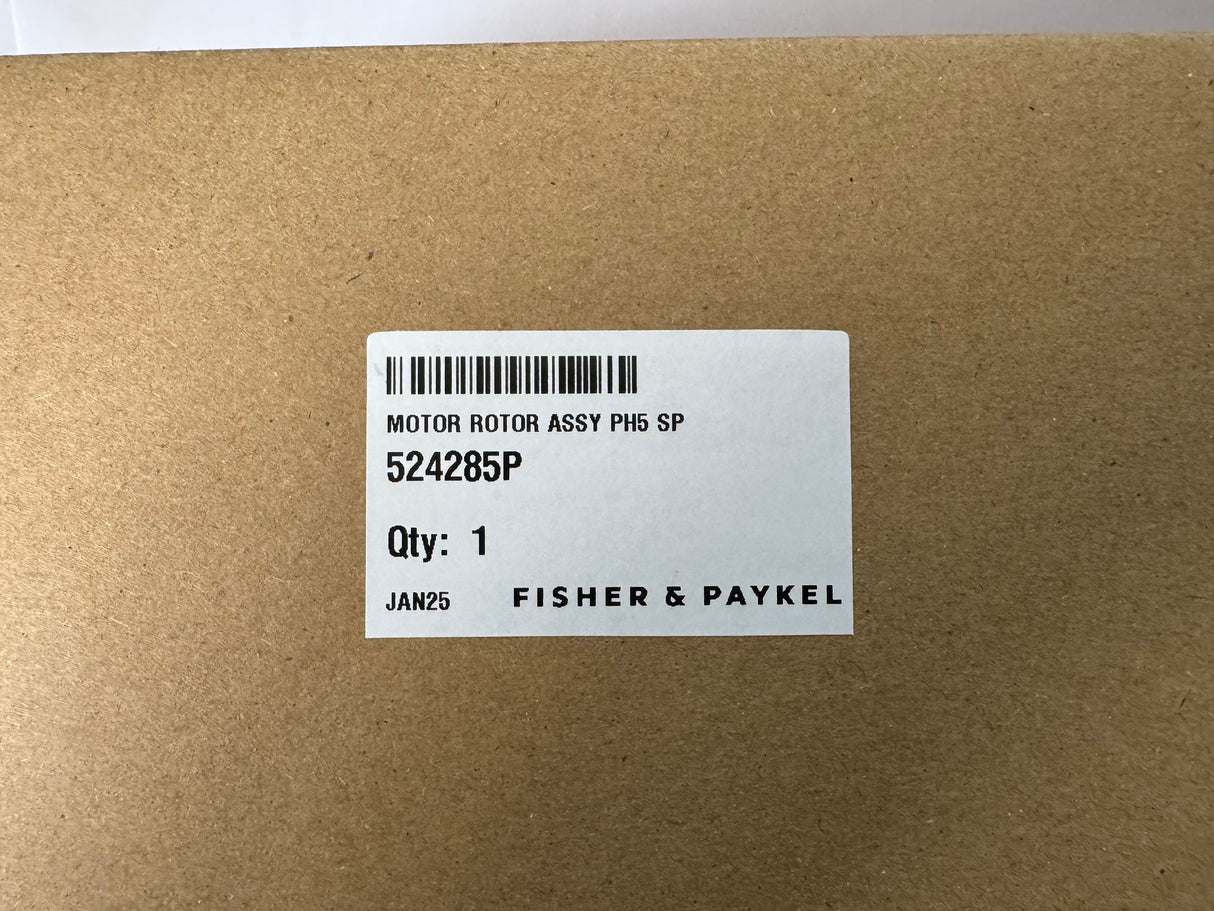 MOTOR ROTOR ASSY PH5 SP
524285P
Qty: 1
JAN25 FISHER & PAYKEL